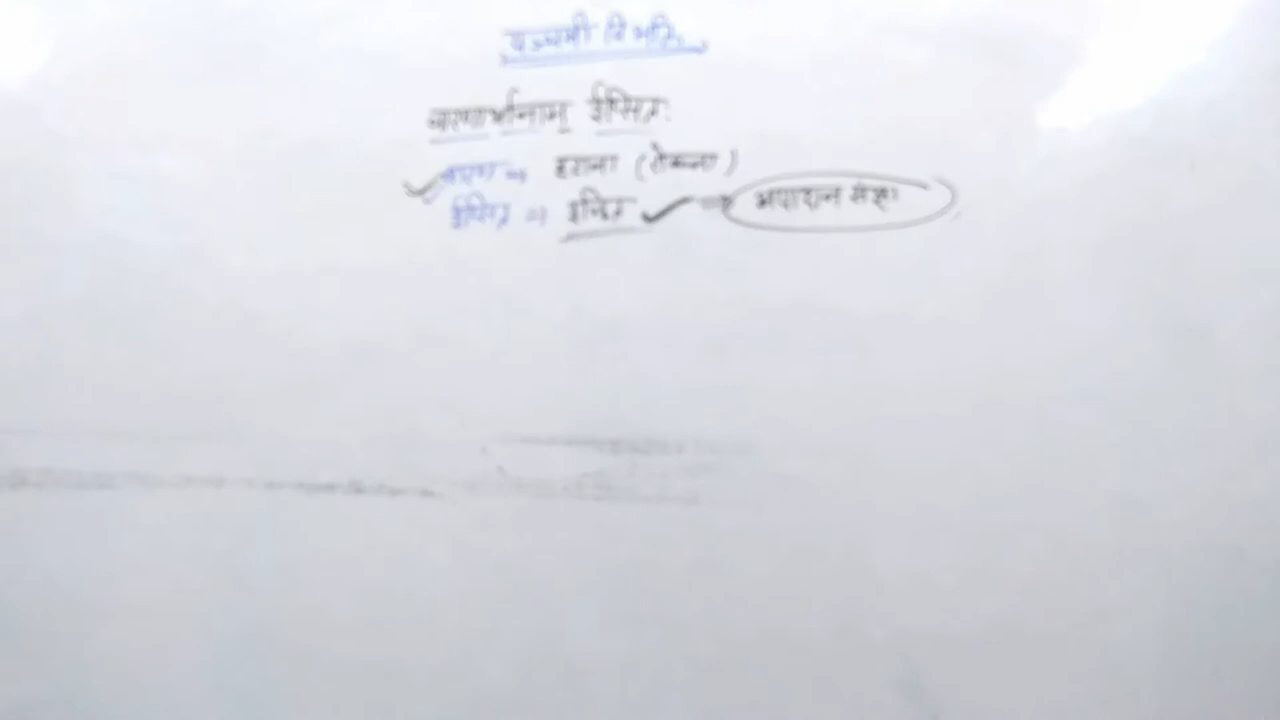 पञ्चमी विभक्ति
वारणार्थानाम् ईप्सितः
वारण ⇒ हटाना (रोकना)
ईप्सित ⇒ इच्छित ✓ ⇒ अपादान संज्ञा